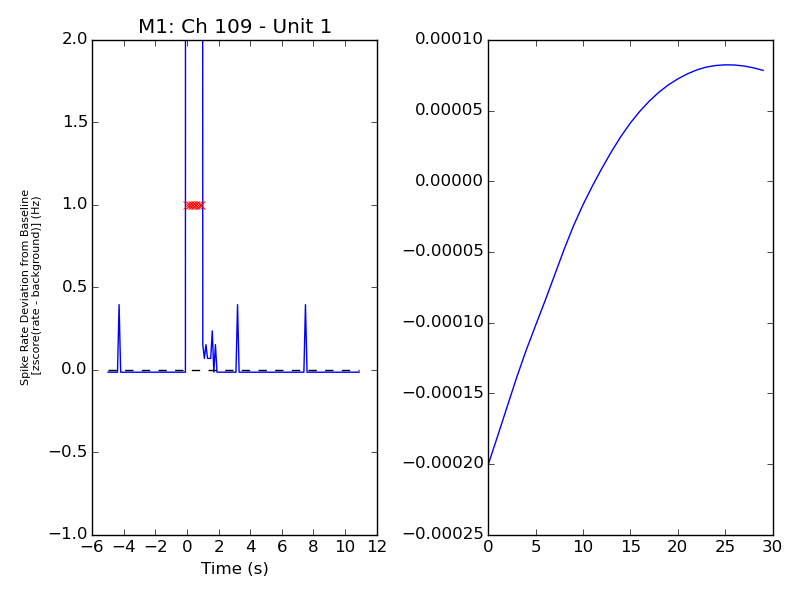 M1: Ch 109 - Unit 1
2.0
1.5
1.0
0.5
0.0
−0.5
−1.0
−6 −4 −2 0 2 4 6 8 10 12
Time (s)
Spike Rate Deviation from Baseline
[zscore(rate - background)] (Hz)
0.00010
0.00005
0.00000
−0.00005
−0.00010
−0.00015
−0.00020
−0.00025
0 5 10 15 20 25 30